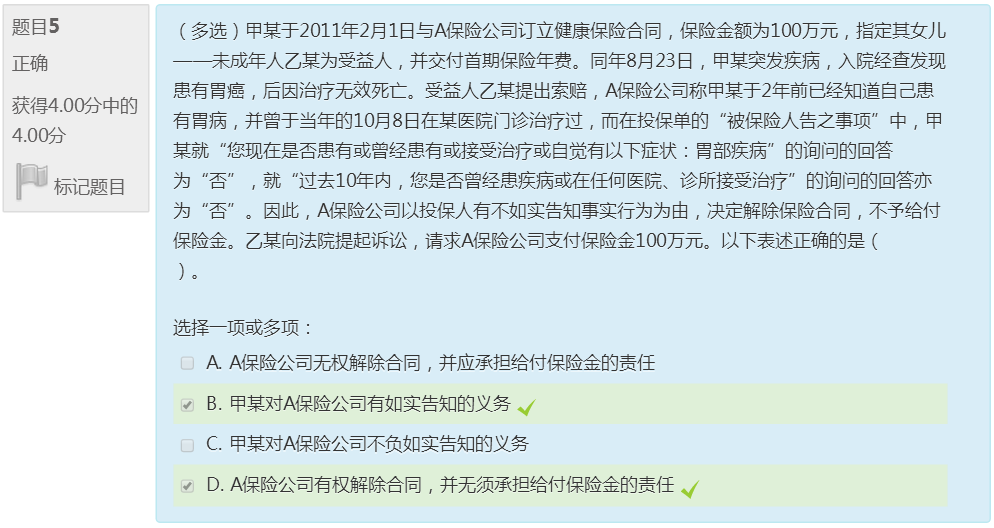 题目5
正确
获得4.00分中的
4.00分
标记题目
（多选）甲某于2011年2月1日与A保险公司订立健康保险合同，保险金额为100万元，指定其女儿
——未成年人乙某为受益人，并交付首期保险年费。同年8月23日，甲某突发疾病，入院经查发现
患有胃癌，后因治疗无效死亡。受益人乙某提出索赔，A保险公司称甲某于2年前已经知道自己患
有胃病，并曾于当年的10月8日在某医院门诊治疗过，而在投保单的“被保险人告之事项”中，甲
某就“您现在是否患有或曾经患有或接受治疗或自觉有以下症状：胃部疾病”的询问的回答
为“否”，就“过去10年内，您是否曾经患疾病或在任何医院、诊所接受治疗”的询问的回答亦
为“否”。因此，A保险公司以投保人有不如实告知事实行为为由，决定解除保险合同，不予给付
保险金。乙某向法院提起诉讼，请求A保险公司支付保险金100万元。以下表述正确的是（
）。
选择一项或多项：
A. A保险公司无权解除合同，并应承担给付保险金的责任
B. 甲某对A保险公司有如实告知的义务
C. 甲某对A保险公司不负如实告知的义务
D. A保险公司有权解除合同，并无须承担给付保险金的责任